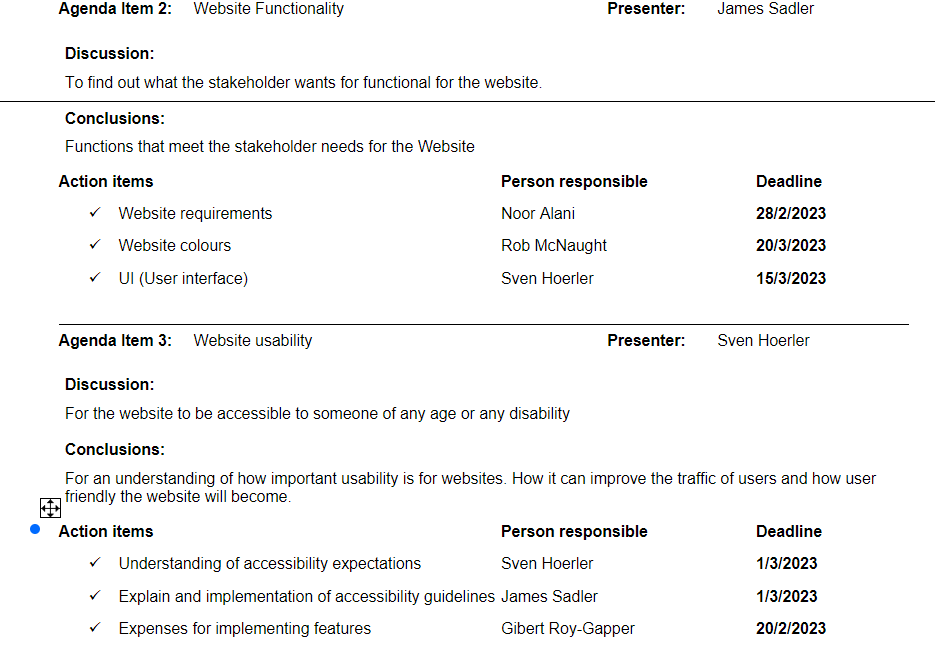 Agenda Item 2: Website Functionality Presenter: James Sadler
Discussion:
To find out what the stakeholder wants for functional for the website.
Conclusions:
Functions that meet the stakeholder needs for the Website
Action items Person responsible Deadline
✓ Website requirements Noor Alani 28/2/2023
✓ Website colours Rob McNaught 20/3/2023
✓ UI (User interface) Sven Hoerler 15/3/2023
Agenda Item 3: Website usability Presenter: Sven Hoerler
Discussion:
For the website to be accessible to someone of any age or any disability
Conclusions:
For an understanding of how important usability is for websites. How it can improve the traffic of users and how user
friendly the website will become.
Action items Person responsible Deadline
✓ Understanding of accessibility expectations Sven Hoerler 1/3/2023
✓ Explain and implementation of accessibility guidelines James Sadler 1/3/2023
✓ Expenses for implementing features Gibert Roy-Gapper 20/2/2023